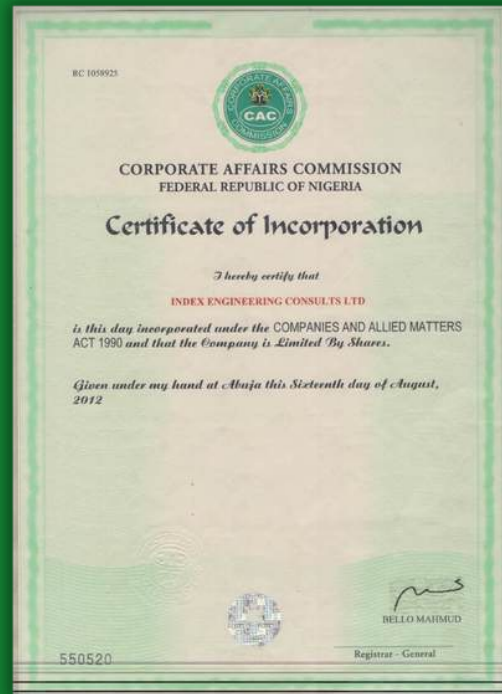 RC 1058925
CORPORATE AFFAIRS
CAC
COMMISSION
CORPORATE AFFAIRS COMMISSION
FEDERAL REPUBLIC OF NIGERIA
Certificate of Incorporation
I hereby certify that
INDEX ENGINEERING CONSULTS LTD
is this day incorporated under the COMPANIES AND ALLIED MATTERS
ACT 1990 and that the Company is Limited By Shares.
Given under my hand at Abuja this Sixteenth day of August,
2012
BELLO MAHMUD
550520
Registrar - General